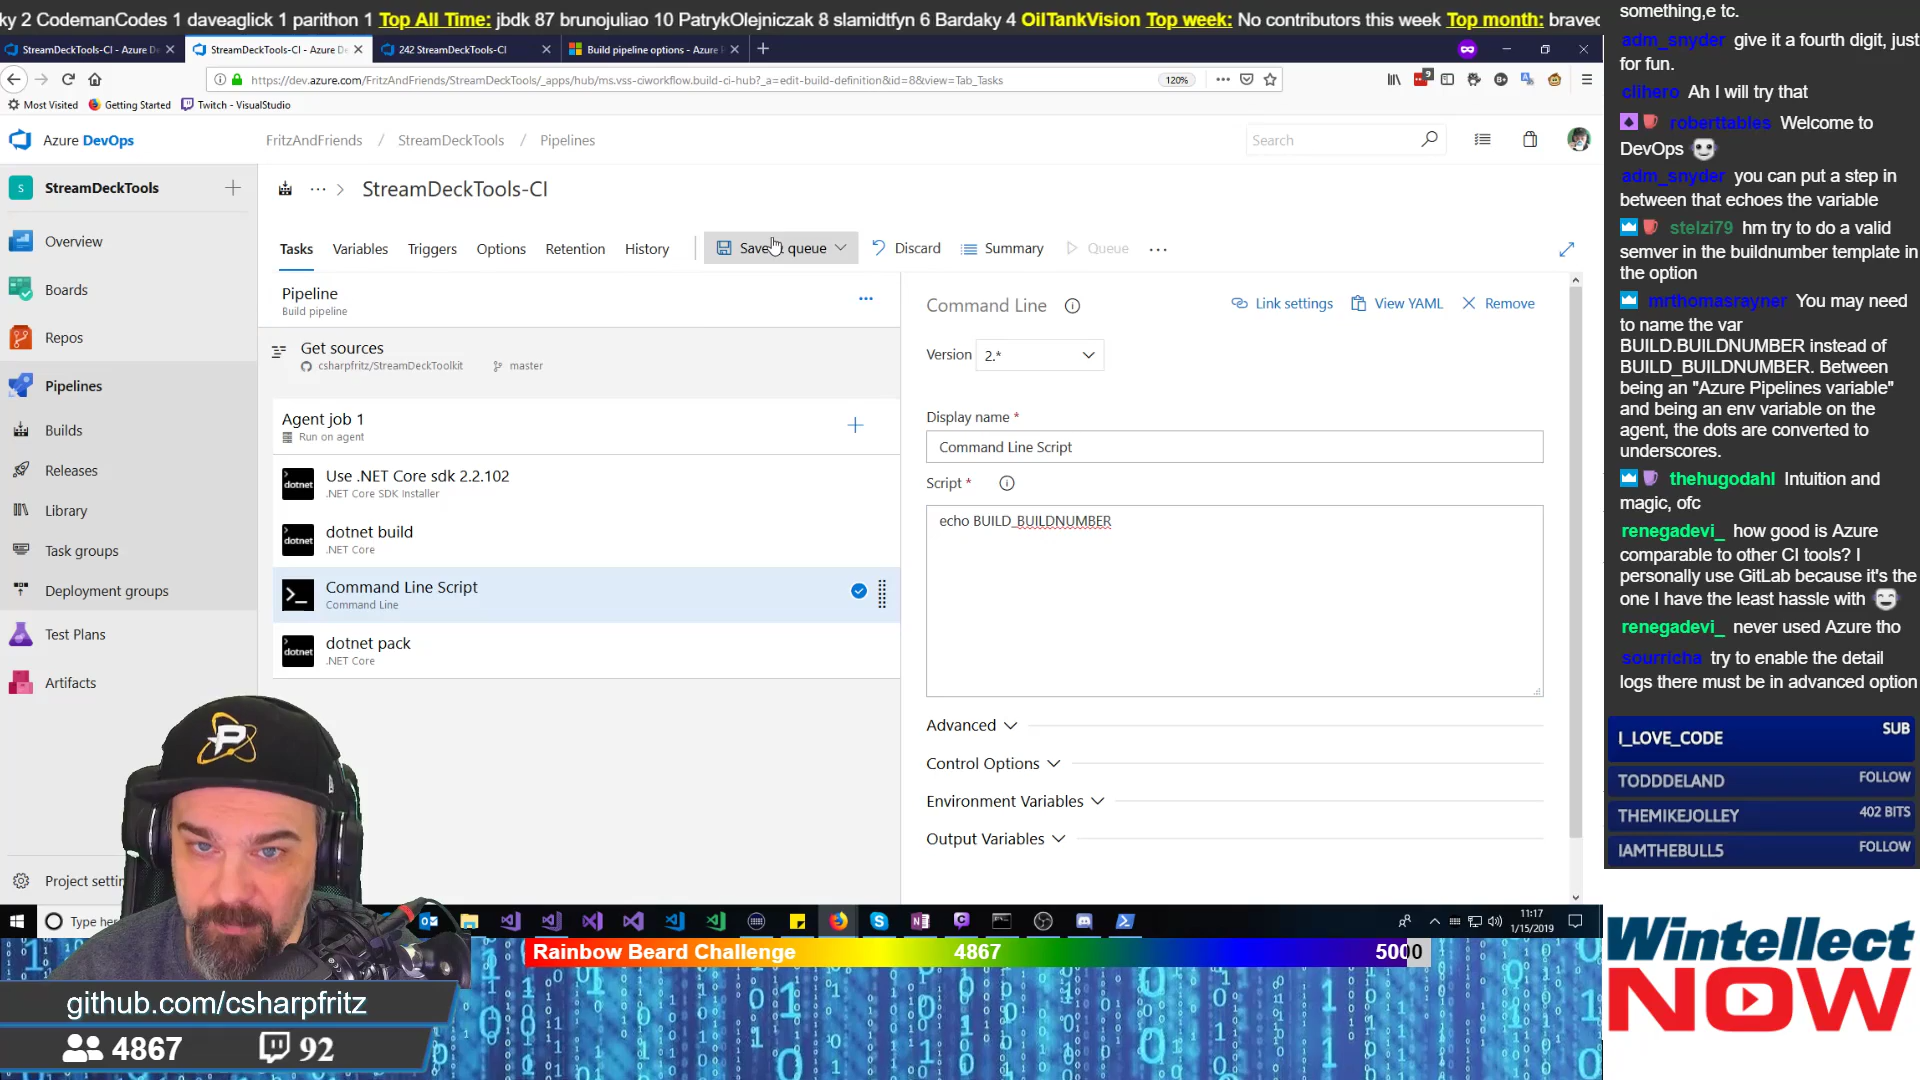 ky 2 CodemanCodes 1 daveaglick 1 parithon 1 Top All Time: jbdk 87 brunojuliao 10 PatrykOlejniczak 8 slamidtfyn 6 Bardaky 4 OilTankVision Top week: No contributors this week Top month: bravec
StreamDeckTools-CI - Azure De
StreamDeckTools-CI - Azure De
242 StreamDeckTools-CI
Build pipeline options - Azure P
https://dev.azure.com/FritzAndFriends/StreamDeckTools/_apps/hub/ms.vss-ciworkflow.build-ci-hub?_a=edit-build-definition&id=8&view=Tab_Tasks
120%
9
Most Visited
Getting Started
Twitch - VisualStudio
Azure DevOps
FritzAndFriends / StreamDeckTools / Pipelines
Search
S
StreamDeckTools
Overview
Boards
Repos
Pipelines
Builds
Releases
Library
Task groups
Deployment groups
Test Plans
Artifacts
StreamDeckTools-CI
Tasks
Variables
Triggers
Options
Retention
History
Save & queue
Discard
Summary
Queue
Pipeline
Build pipeline
Get sources
csharpfritz/StreamDeckToolkit
master
Agent job 1
Run on agent
dotnet
Use .NET Core sdk 2.2.102
.NET Core SDK Installer
dotnet
dotnet build
.NET Core
Command Line Script
Command Line
dotnet
dotnet pack
.NET Core
Command Line
Link settings
View YAML
Remove
Version
2.*
Display name *
Command Line Script
Script *
echo BUILD_BUILDNUMBER
Advanced
Control Options
Environment Variables
Output Variables
Project settin
Type her
11:17
1/15/2019
something,e tc.
adm_snyder give it a fourth digit, just
for fun.
clihero Ah I will try that
roberttables Welcome to
DevOps
adm_snyder you can put a step in
between that echoes the variable
stelzi79 hm try to do a valid
semver in the buildnumber template in
the option
mrthomasrayner You may need
to name the var
BUILD.BUILDNUMBER instead of
BUILD_BUILDNUMBER. Between
being an "Azure Pipelines variable"
and being an env variable on the
agent, the dots are converted to
underscores.
thehugodahl Intuition and
magic, ofc
renegadevi_ how good is Azure
comparable to other CI tools? I
personally use GitLab because it's the
one I have the least hassle with
renegadevi_ never used Azure tho
sourricha try to enable the detail
logs there must be in advanced option
I_LOVE_CODE SUB
TODDDELAND FOLLOW
THEMIKEJOLLEY 402 BITS
IAMTHEBULL5 FOLLOW
Rainbow Beard Challenge 4867 5000
github.com/csharpfritz
4867
92
Wintellect
NOW